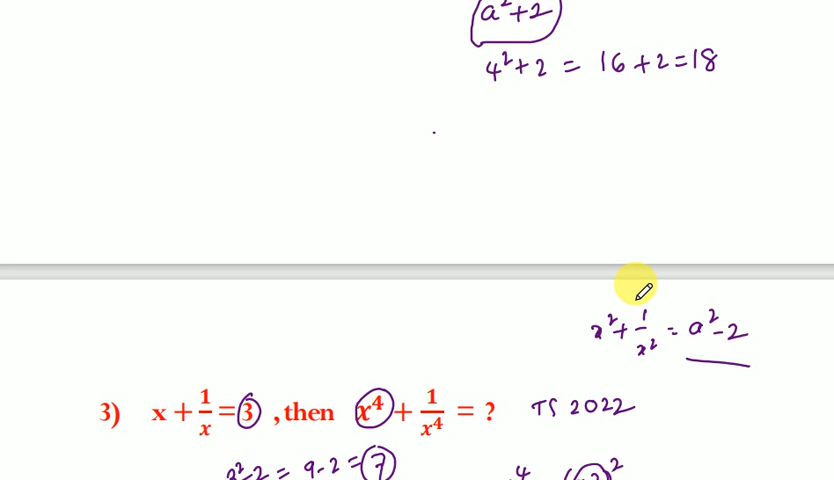 a²+2
4²+2 = 16+2=18
x²+1/x² = a²-2
3) x + 1/x = 3 , then x⁴ + 1/x⁴ = ? TS 2022
a²-2 = 9-2 = 7